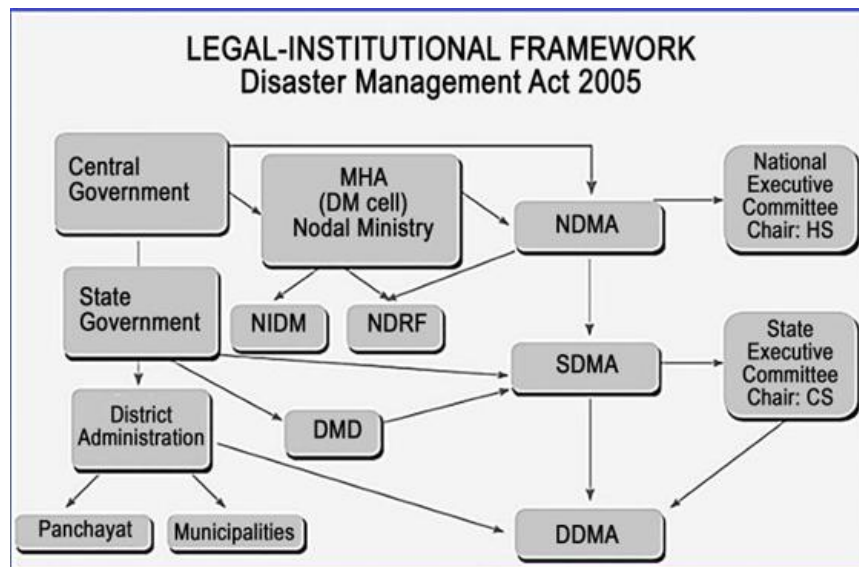 LEGAL-INSTITUTIONAL FRAMEWORK
Disaster Management Act 2005
Central
Government
MHA
(DM cell)
Nodal Ministry
NDMA
National
Executive
Committee
Chair: HS
State
Government
NIDM
NDRF
SDMA
State
Executive
Committee
Chair: CS
District
Administration
DMD
Panchayat
Municipalities
DDMA